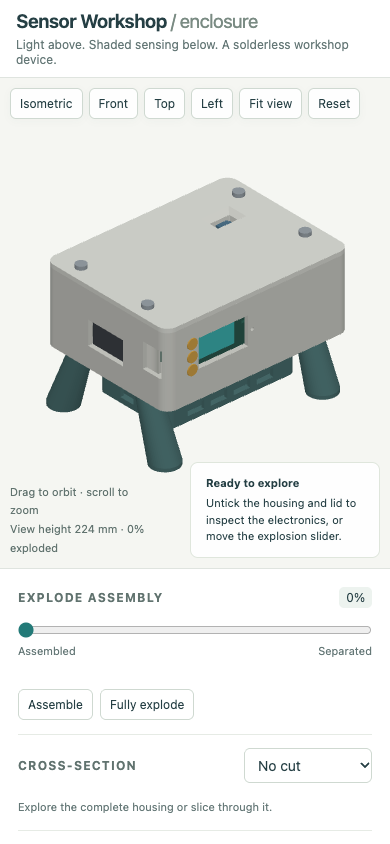 Sensor Workshop / enclosure
Light above. Shaded sensing below. A solderless workshop
device.
Isometric
Front
Top
Left
Fit view
Reset
Drag to orbit · scroll to
zoom
View height 224 mm · 0%
exploded
Ready to explore
Untick the housing and lid to
inspect the electronics, or
move the explosion slider.
EXPLODE ASSEMBLY
0%
Assembled
Separated
Assemble
Fully explode
CROSS-SECTION
No cut
Explore the complete housing or slice through it.